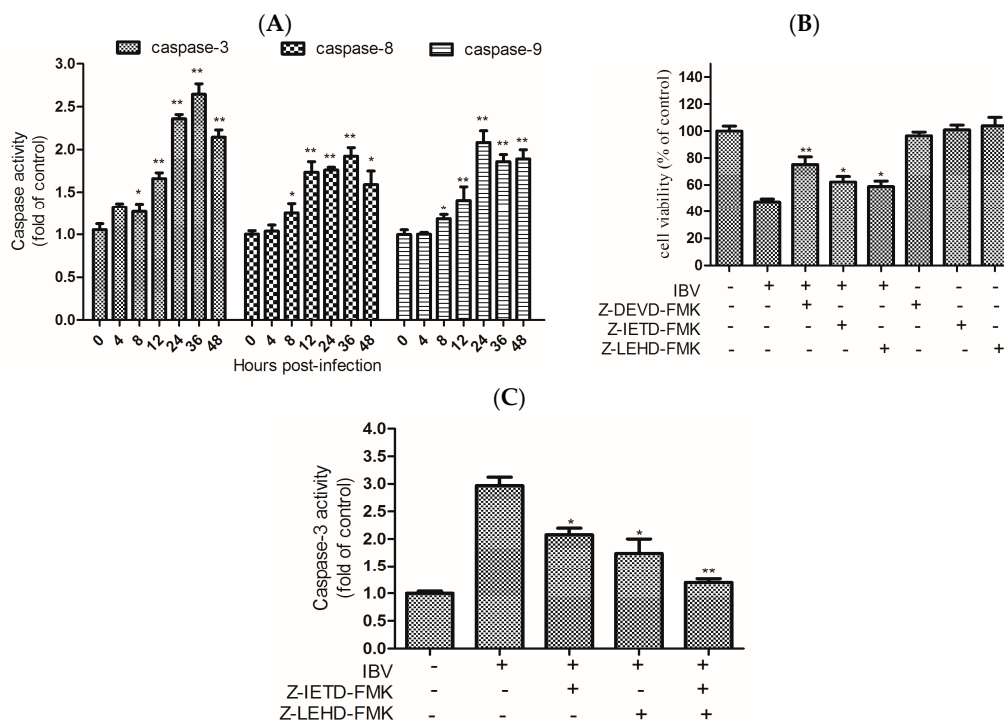 (A)
caspase-3 caspase-8 caspase-9
Caspase activity
(fold of control)
3.0
2.5
2.0
1.5
1.0
0.5
0.0
* ** ** ** **
* ** ** ** *
* ** ** ** **
0 4 8 12 24 36 48 0 4 8 12 24 36 48 0 4 8 12 24 36 48
Hours post-infection
(B)
cell viability (% of control)
140
120
100
80
60
40
20
0
** * *
IBV - + + + + - - -
Z-DEVD-FMK - - + - - + - -
Z-IETD-FMK - - - + - - + -
Z-LEHD-FMK - - - - + - - +
(C)
Caspase-3 activity
(fold of control)
4.0
3.5
3.0
2.5
2.0
1.5
1.0
0.5
0.0
* * **
IBV - + + + +
Z-IETD-FMK - - + - +
Z-LEHD-FMK - - - + +